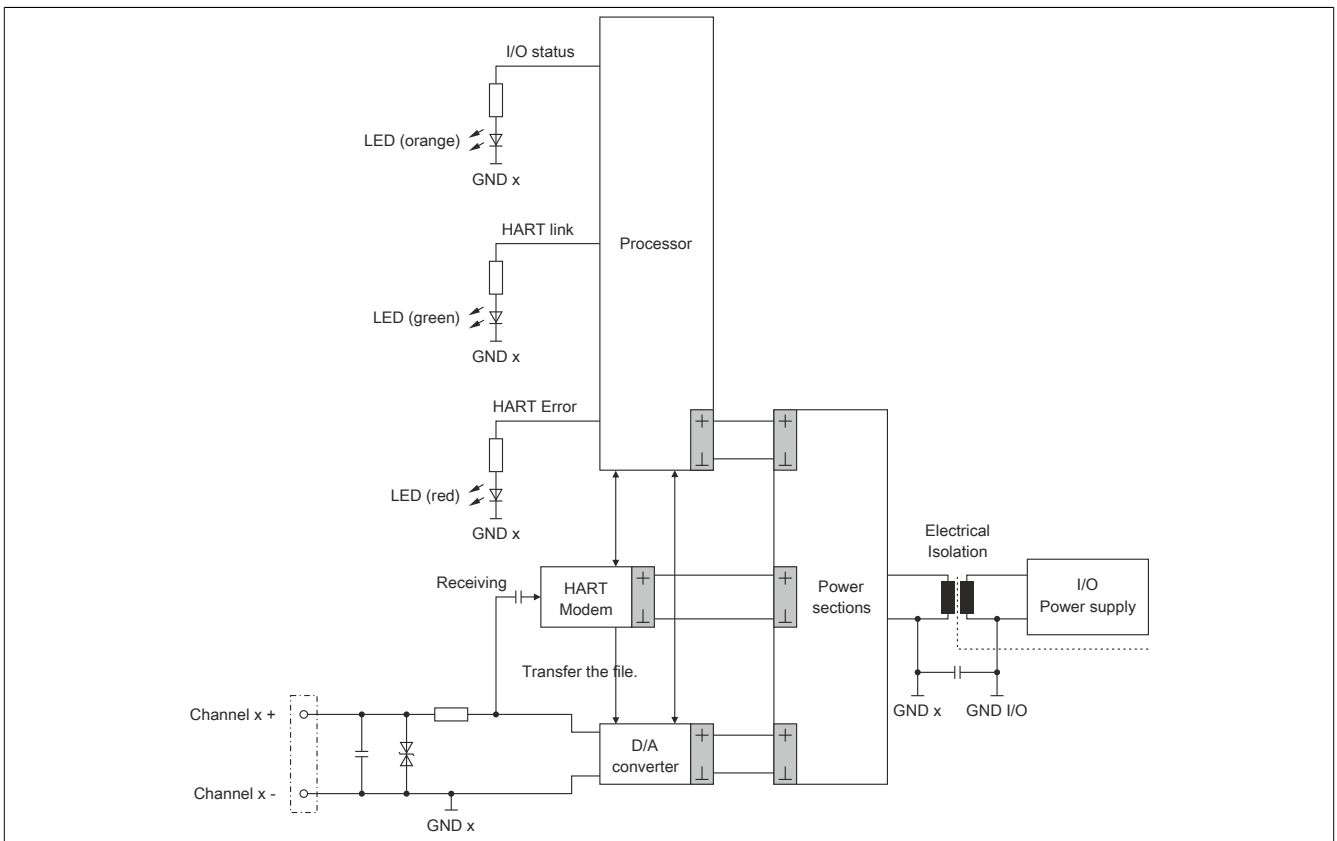 I/O status
LED (orange)
GND x
HART link
Processor
LED (green)
GND x
HART Error
+
+
⊥
⊥
LED (red)
GND x
Electrical
Isolation
Receiving
HART
Modem
+
⊥
+
⊥
Power
sections
I/O
Power supply
Transfer the file.
GND x
GND I/O
Channel x +
D/A
converter
+
⊥
+
⊥
Channel x -
GND x